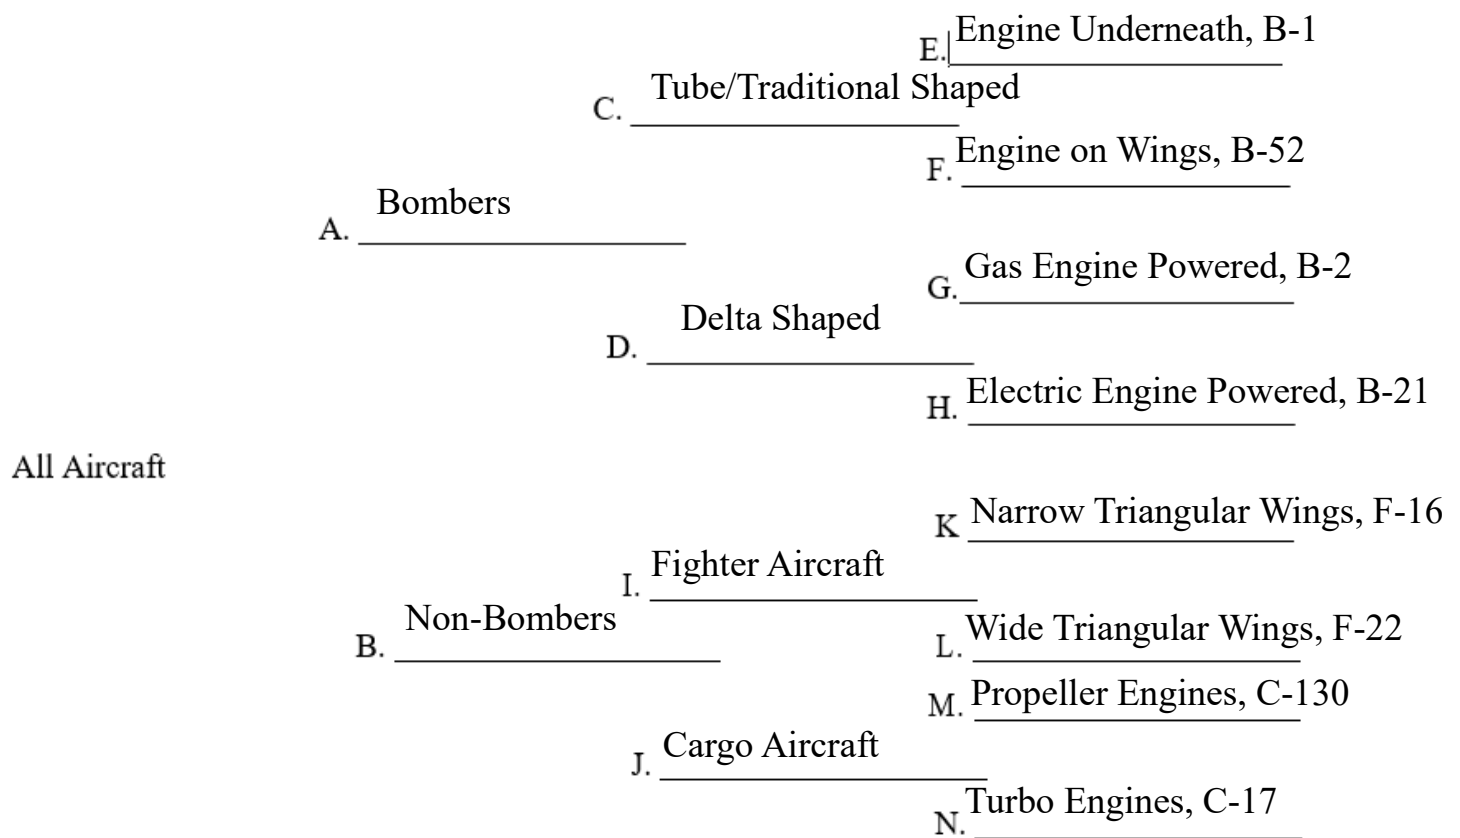 E. Engine Underneath, B-1
C. Tube/Traditional Shaped
F. Engine on Wings, B-52
A. Bombers
G. Gas Engine Powered, B-2
D. Delta Shaped
H. Electric Engine Powered, B-21
All Aircraft
K Narrow Triangular Wings, F-16
I. Fighter Aircraft
B. Non-Bombers
L. Wide Triangular Wings, F-22
M. Propeller Engines, C-130
J. Cargo Aircraft
N. Turbo Engines, C-17